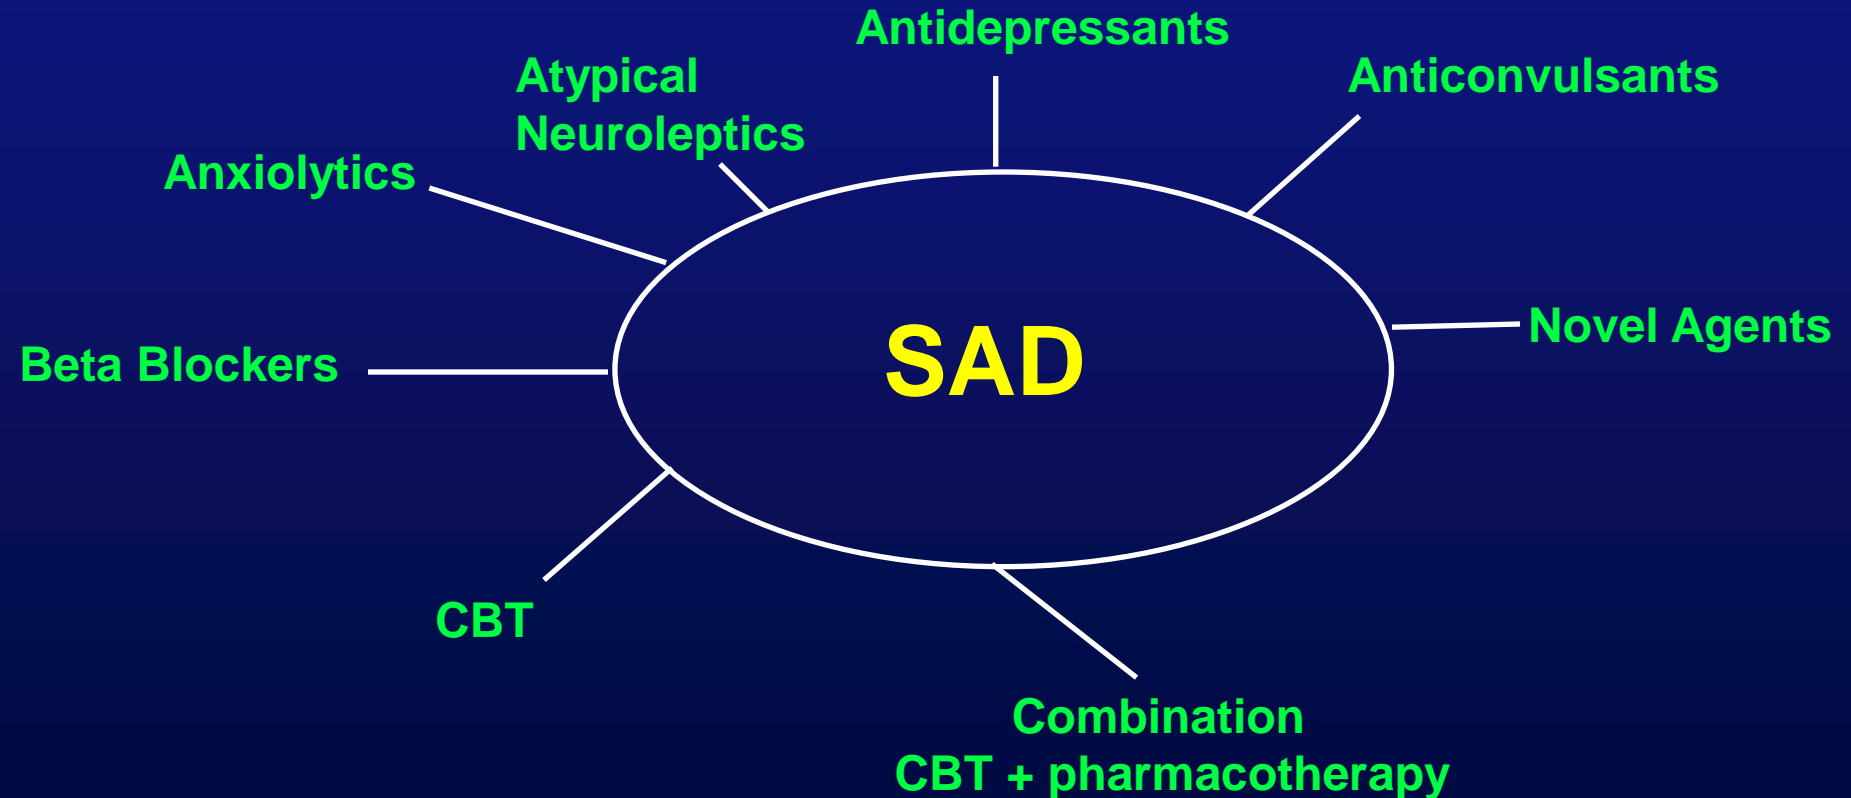 Antidepressants
Atypical
Neuroleptics
Anticonvulsants
Anxiolytics
Novel Agents
SAD
Beta Blockers
CBT
Combination
CBT + pharmacotherapy